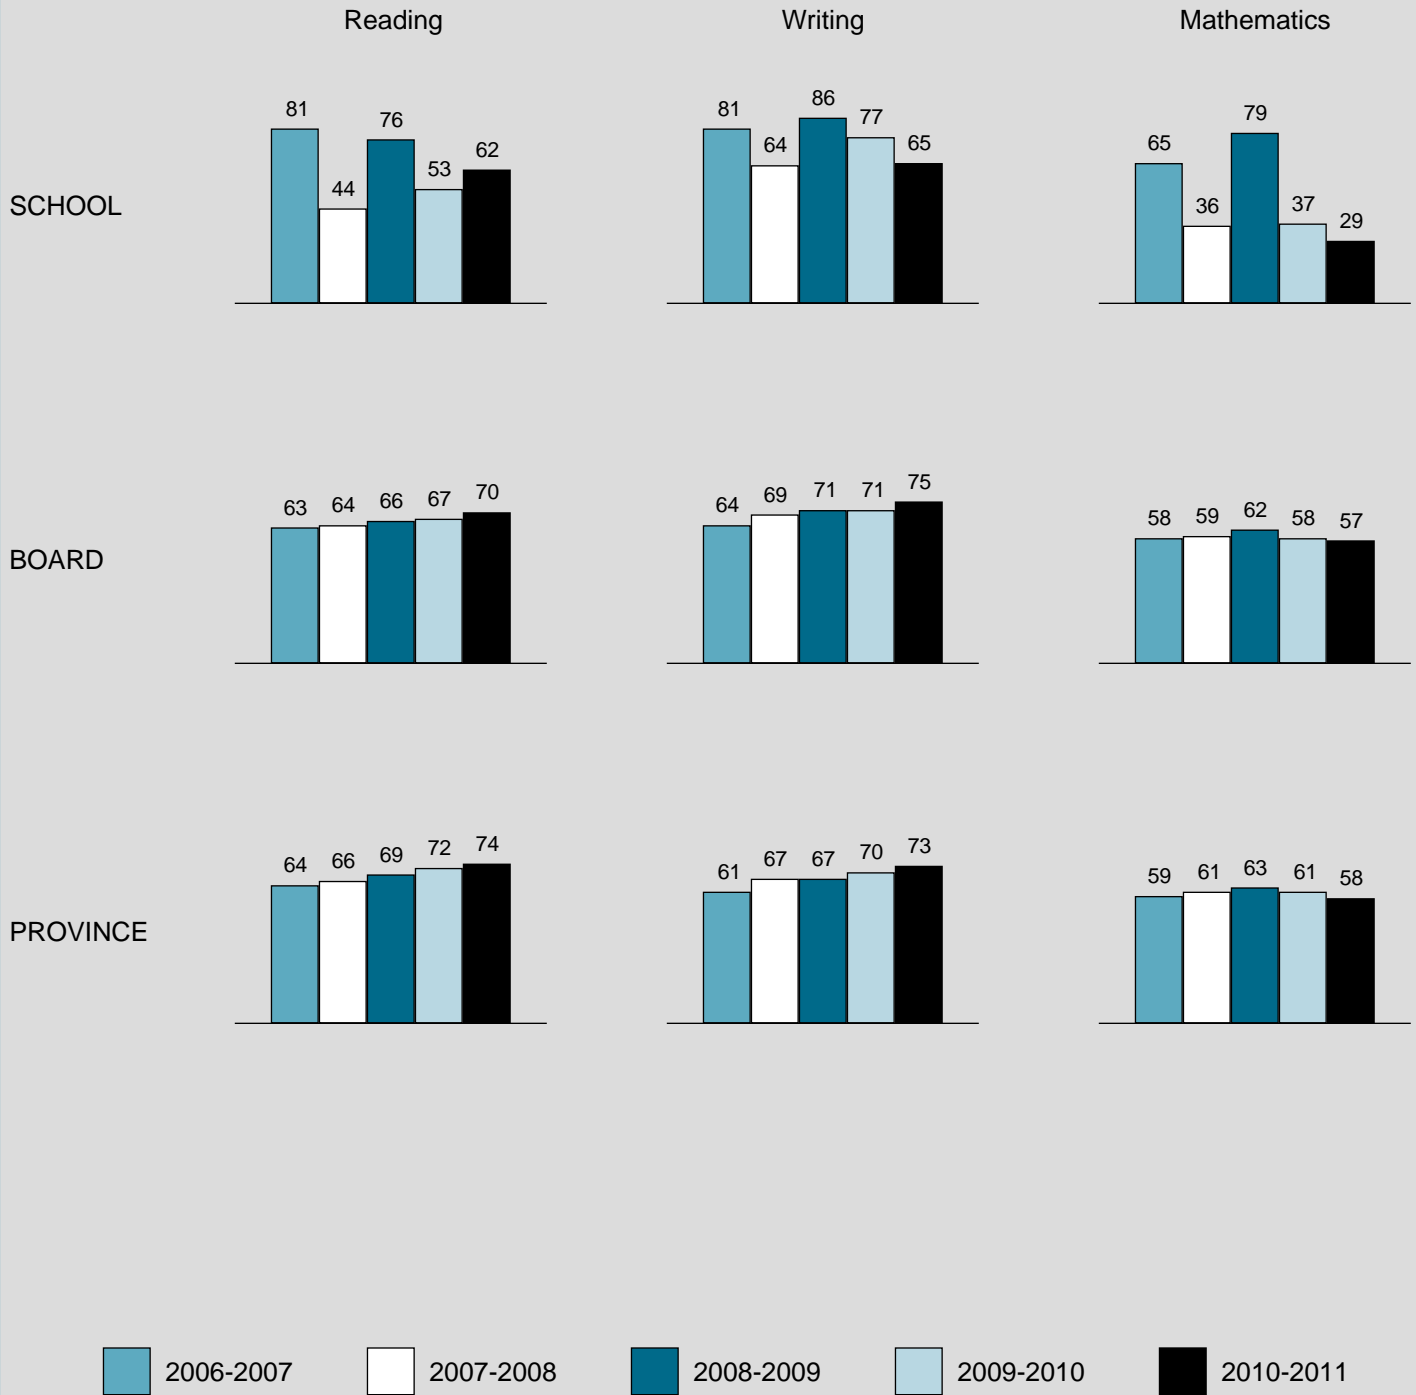 Reading Writing Mathematics
SCHOOL
81 44 76 53 62
81 64 86 77 65
65 36 79 37 29
BOARD
63 64 66 67 70
64 69 71 71 75
58 59 62 58 57
PROVINCE
64 66 69 72 74
61 67 67 70 73
59 61 63 61 58
2006-2007 2007-2008 2008-2009 2009-2010 2010-2011